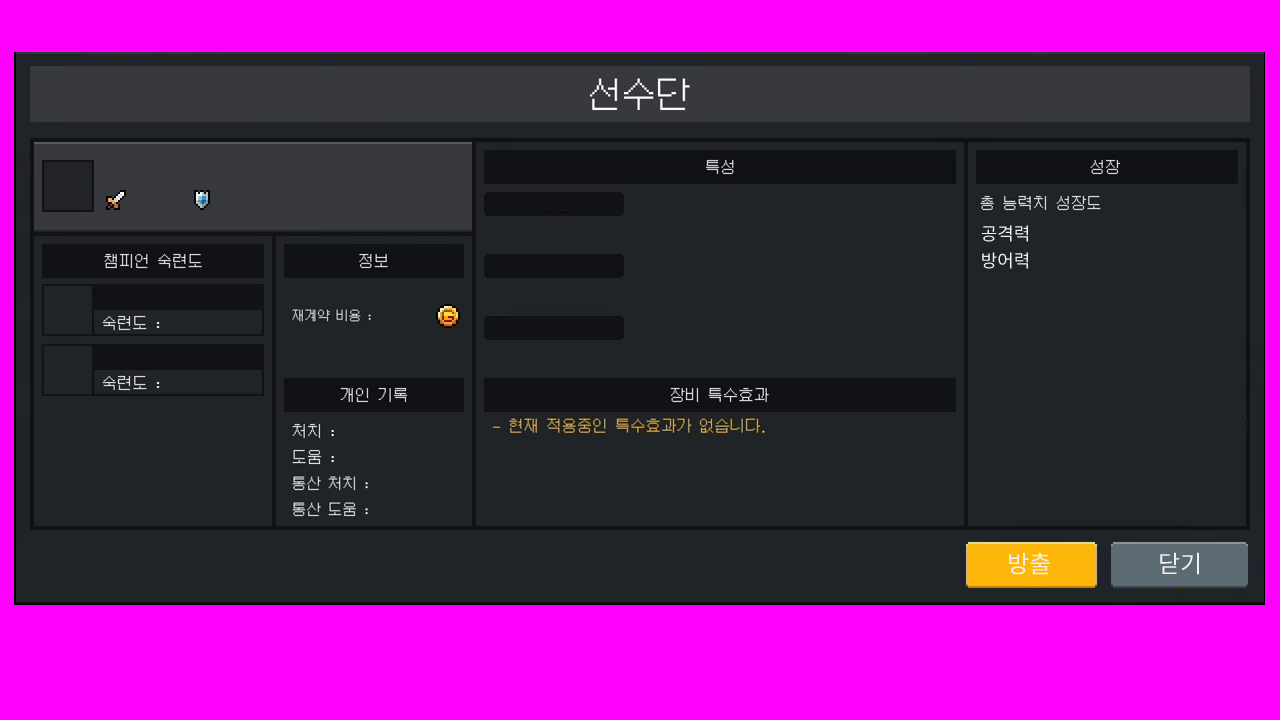 선수단
챔피언 숙련도
숙련도 :
숙련도 :
정보
재계약 비용 :
개인 기록
처치 :
도움 :
통산 처치 :
통산 도움 :
특성
장비 특수효과
- 현재 적용중인 특수효과가 없습니다.
성장
총 능력치 성장도
공격력
방어력
방출
닫기